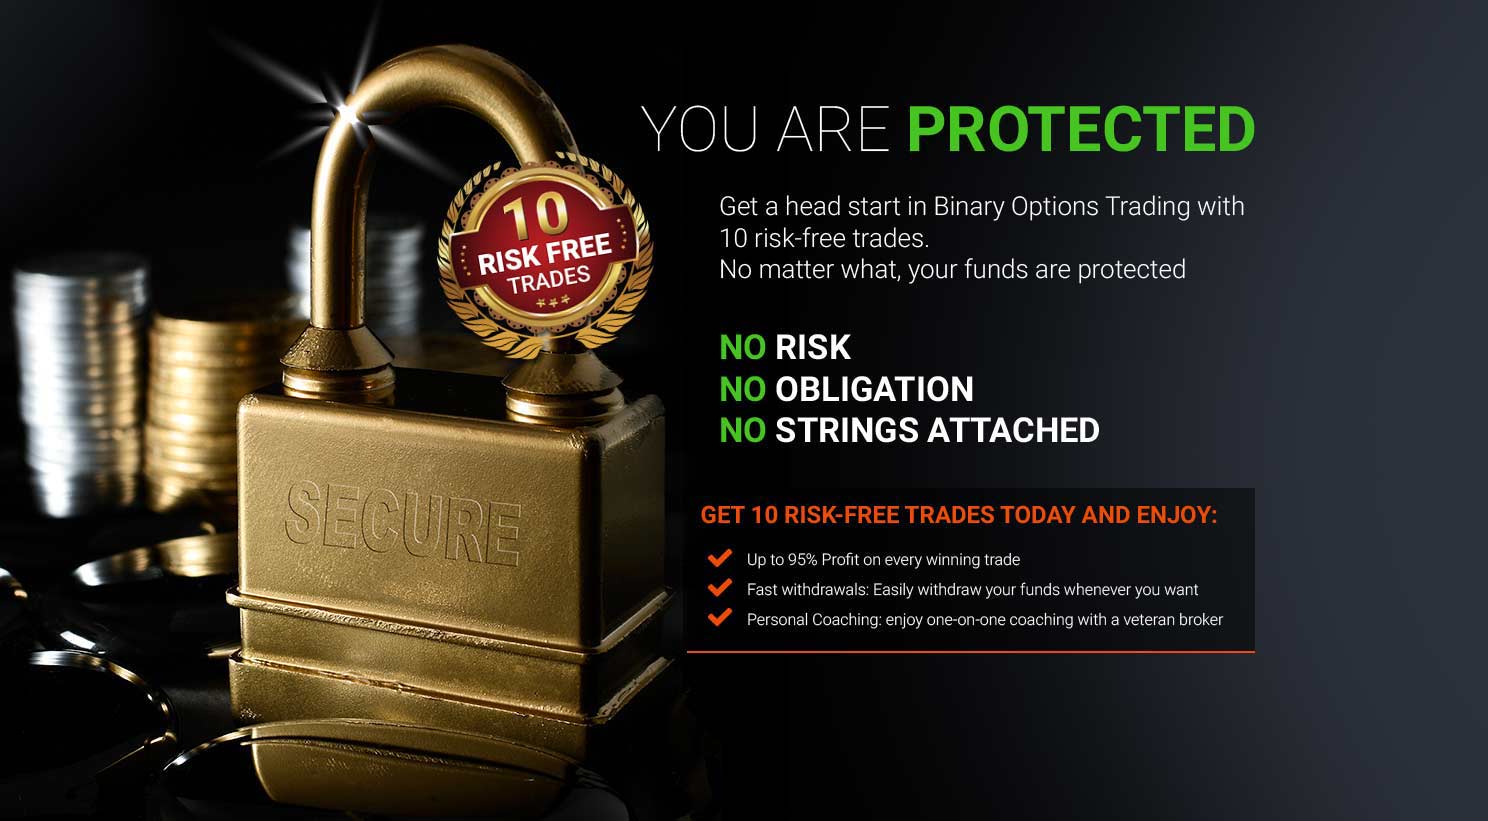 YOU ARE PROTECTED
10
RISK FREE
TRADES
Get a head start in Binary Options Trading with
10 risk-free trades.
No matter what, your funds are protected
NO RISK
NO OBLIGATION
NO STRINGS ATTACHED
SECURE
GET 10 RISK-FREE TRADES TODAY AND ENJOY:
Up to 95% Profit on every winning trade
Fast withdrawals: Easily withdraw your funds whenever you want
Personal Coaching: enjoy one-on-one coaching with a veteran broker